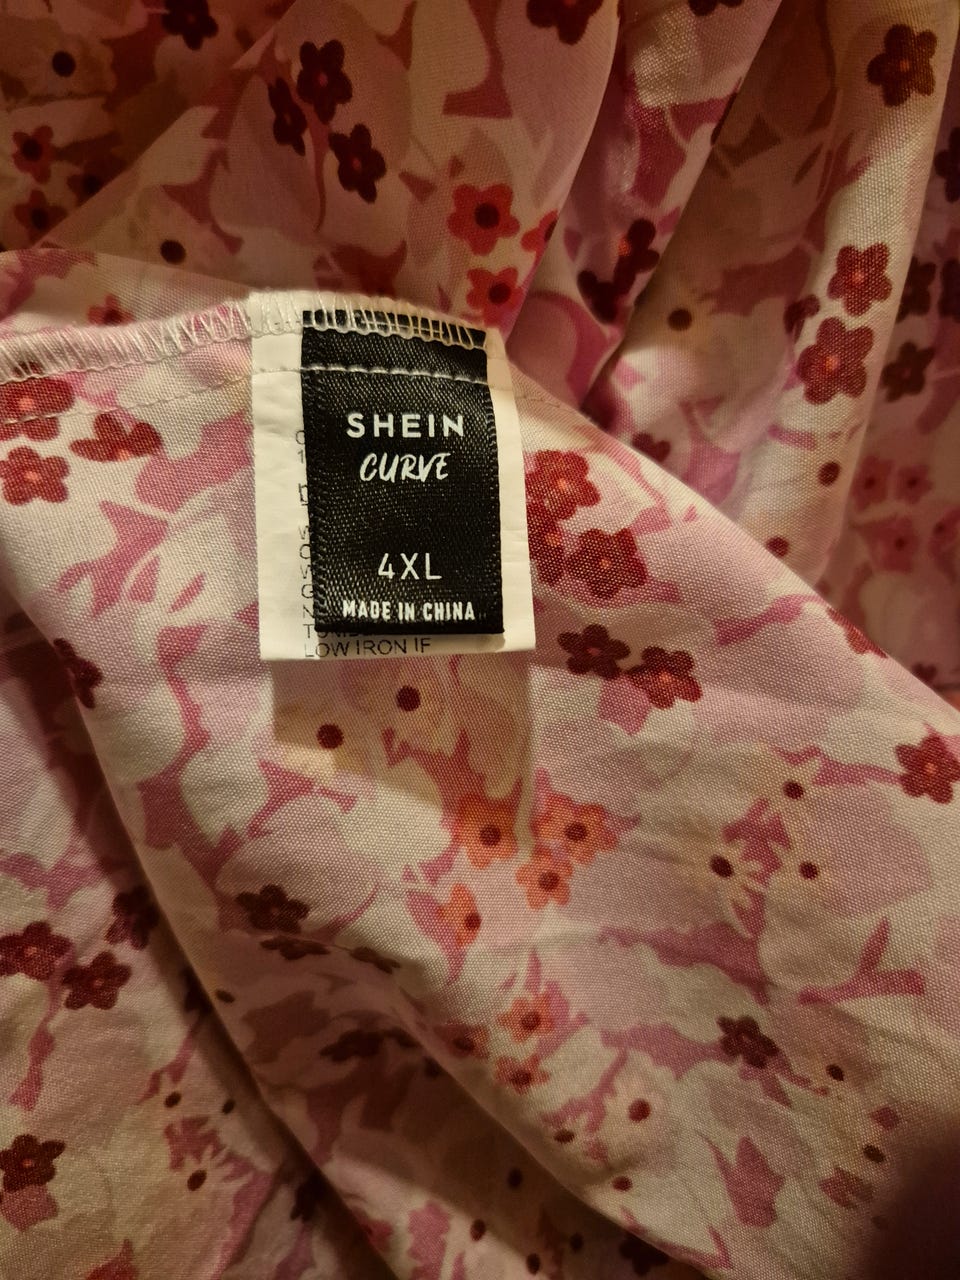 SHEIN
CURVE
4XL
MADE IN CHINA
LOW IRON IF